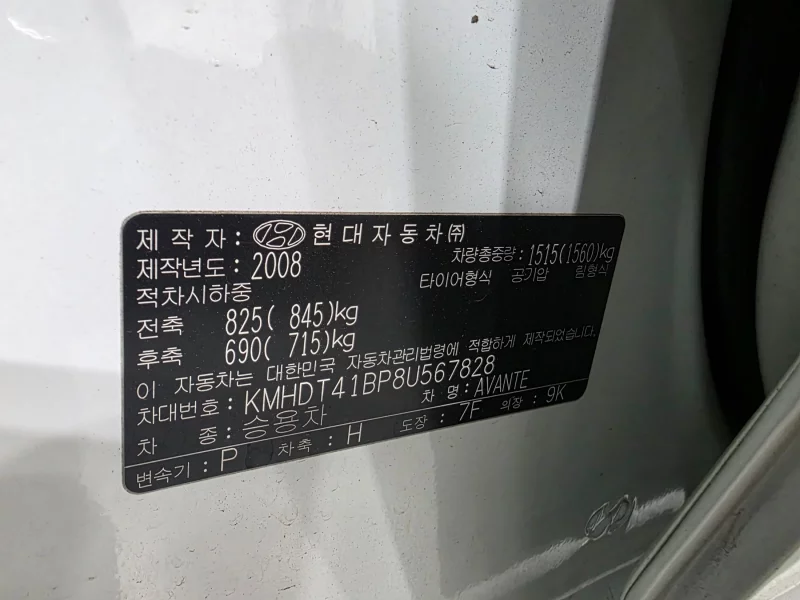 제 작 자 : 현대자동차㈜
차량총중량 : 1515(1560)kg
제작년도 : 2008
타이어형식 공기압 림형식
적차시하중
전축 825( 845)kg
후축 690( 715)kg
이 자동차는 대한민국 자동차관리법령에 적합하게 제작되었습니다.
차대번호 : KMHDT41BP8U567828
차 종 : 승용차 차 명 : AVANTE
변속기 : P 차축 : H 도장 : 7F 의장 : 9K